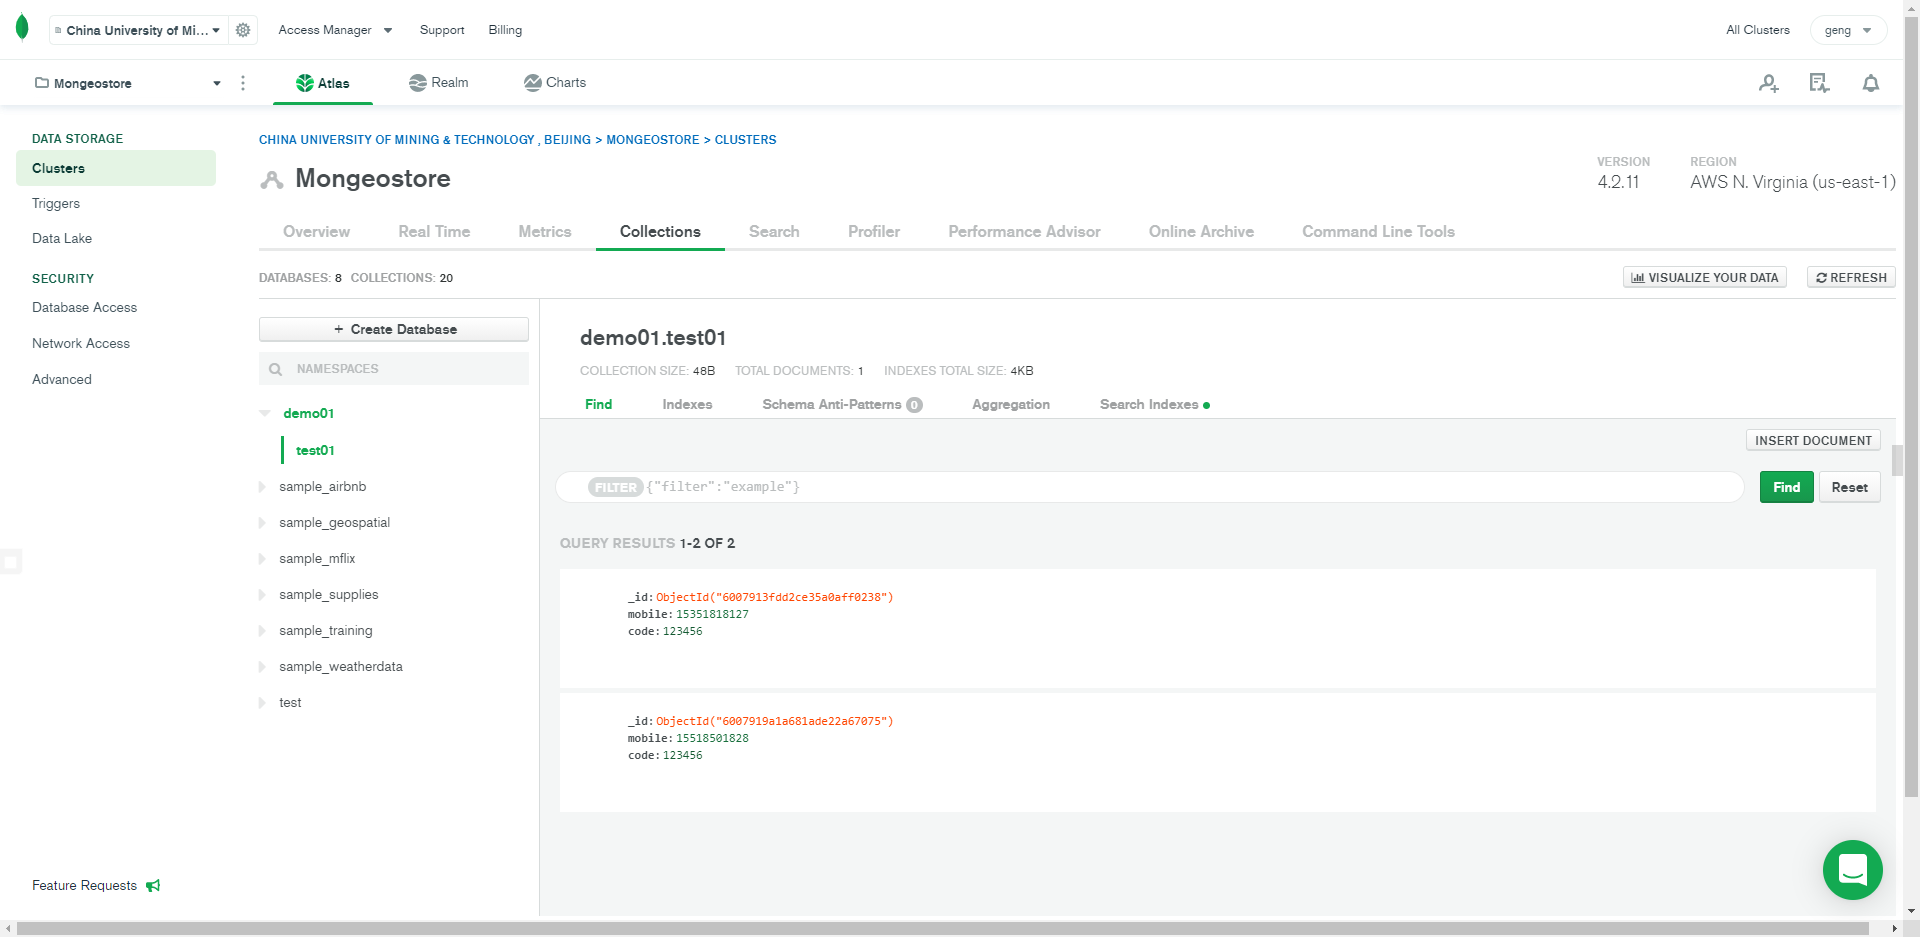 China University of Mi...
Access Manager
Support
Billing
All Clusters
geng
Mongeostore
Atlas
Realm
Charts
DATA STORAGE
Clusters
Triggers
Data Lake
SECURITY
Database Access
Network Access
Advanced
Feature Requests
CHINA UNIVERSITY OF MINING & TECHNOLOGY , BEIJING > MONGEOSTORE > CLUSTERS
Mongeostore
VERSION
4.2.11
REGION
AWS N. Virginia (us-east-1)
Overview
Real Time
Metrics
Collections
Search
Profiler
Performance Advisor
Online Archive
Command Line Tools
DATABASES: 8 COLLECTIONS: 20
VISUALIZE YOUR DATA
REFRESH
+ Create Database
NAMESPACES
demo01
test01
sample_airbnb
sample_geospatial
sample_mflix
sample_supplies
sample_training
sample_weatherdata
test
demo01.test01
COLLECTION SIZE: 48B TOTAL DOCUMENTS: 1 INDEXES TOTAL SIZE: 4KB
Find
Indexes
Schema Anti-Patterns 0
Aggregation
Search Indexes
INSERT DOCUMENT
FILTER {"filter":"example"}
Find
Reset
QUERY RESULTS 1-2 OF 2
_id: ObjectId("6007913fdd2ce35a0aff0238")
mobile: 15351818127
code: 123456
_id: ObjectId("6007919a1a681ade22a67075")
mobile: 15518501828
code: 123456